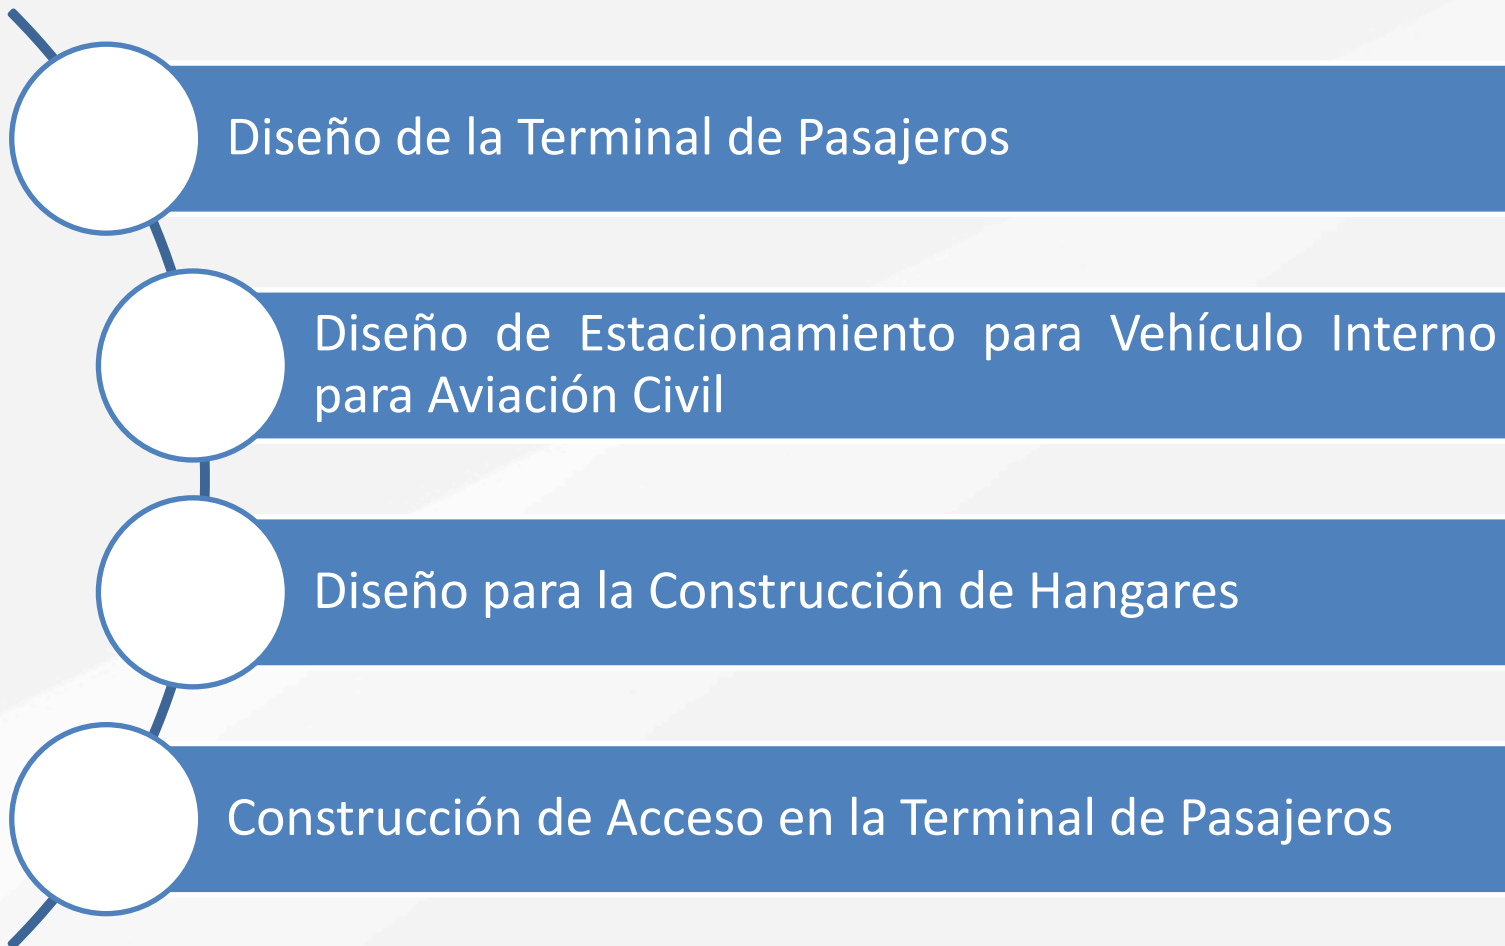 Diseño de la Terminal de Pasajeros
Diseño de Estacionamiento para Vehículo Interno
para Aviación Civil
Diseño para la Construcción de Hangares
Construcción de Acceso en la Terminal de Pasajeros